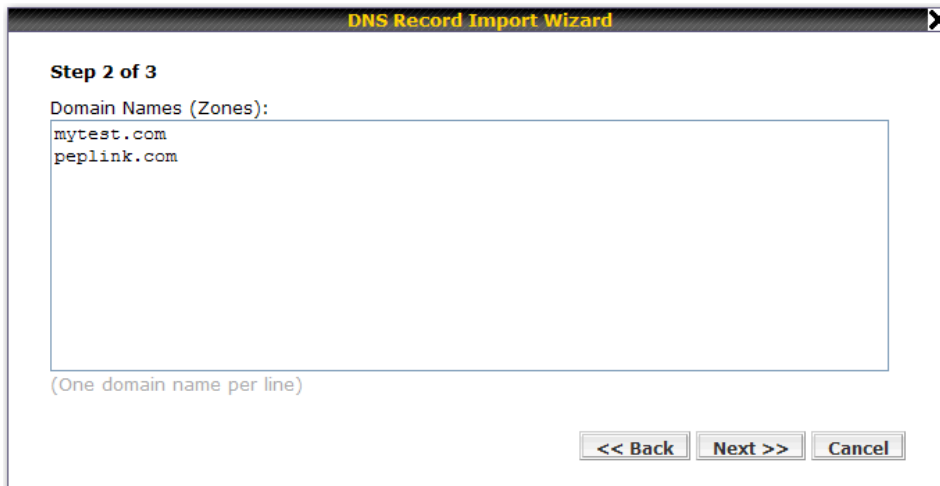 DNS Record Import Wizard
Step 2 of 3
Domain Names (Zones):
mytest.com
peplink.com
(One domain name per line)
<< Back Next >> Cancel